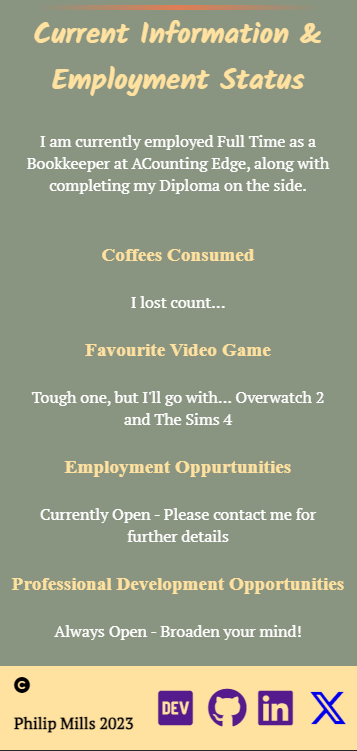 Current Information &
Employment Status
I am currently employed Full Time as a
Bookkeeper at ACounting Edge, along with
completing my Diploma on the side.
Coffees Consumed
I lost count...
Favourite Video Game
Tough one, but I'll go with... Overwatch 2
and The Sims 4
Employment Oppurtunities
Currently Open - Please contact me for
further details
Professional Development Opportunities
Always Open - Broaden your mind!
©
Philip Mills 2023
DEV
in
X